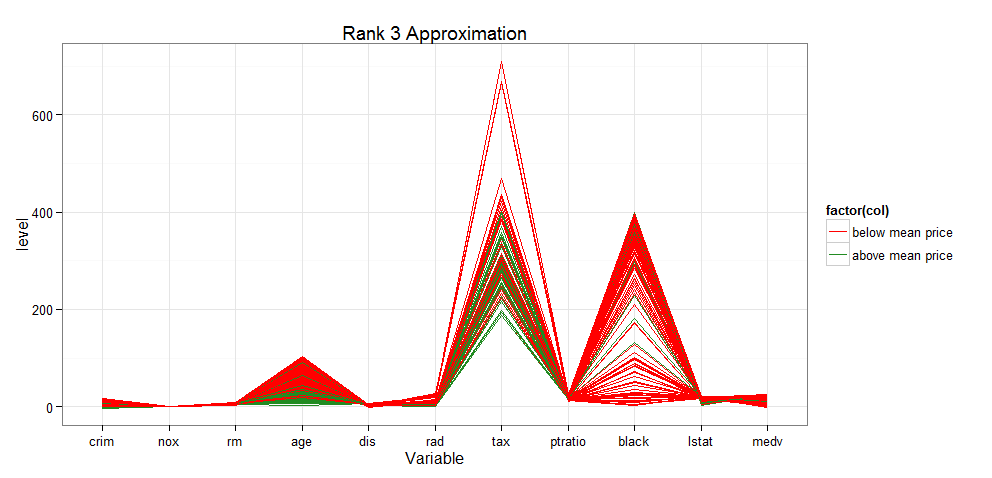 Rank 3 Approximation
level
600
400
200
0
crim nox rm age dis rad tax ptratio black lstat medv
Variable
factor(col)
below mean price
above mean price